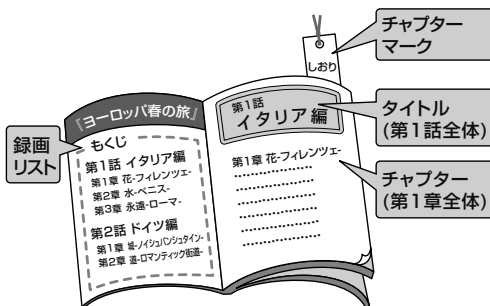 しおり
チャプター
マーク
『ヨーロッパ春の旅』
録画
リスト
もくじ
第1話 イタリア編
第1章 花-フィレンツェ-
第2章 水-ベニス-
第3章 永遠-ローマ-
第2話 ドイツ編
第1章 城-ノイシュバンシュタイン-
第2章 道-ロマンティック街道-
第1話
イタリア編
第1章 花-フィレンツェ-
タイトル
(第1話全体)
チャプター
(第1章全体)